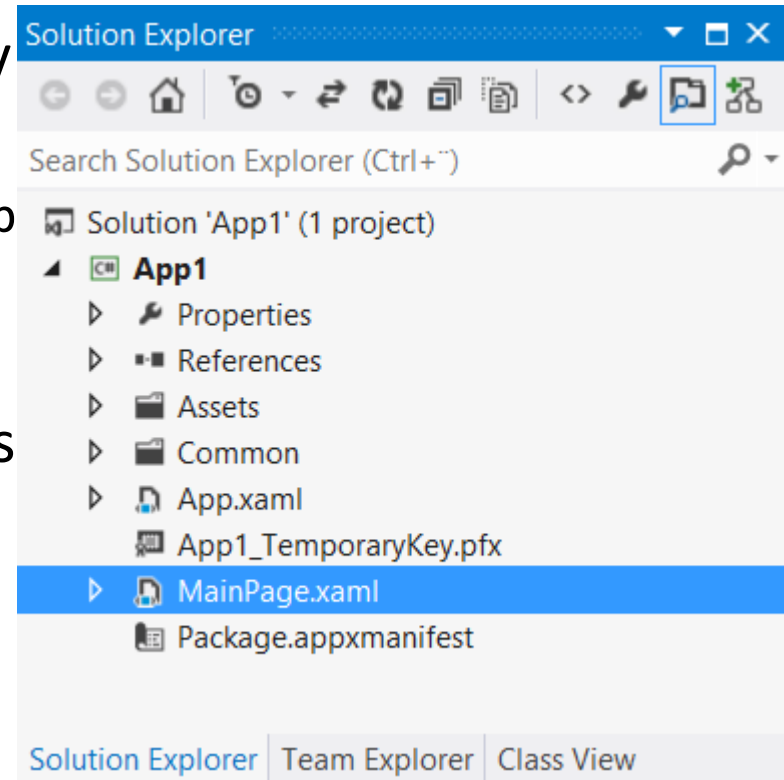 Solution Explorer
y
Search Solution Explorer (Ctrl+¨)
Solution 'App1' (1 project)
C# App1
Properties
References
Assets
s
Common
App.xaml
App1_TemporaryKey.pfx
MainPage.xaml
Package.appxmanifest
Solution Explorer Team Explorer Class View